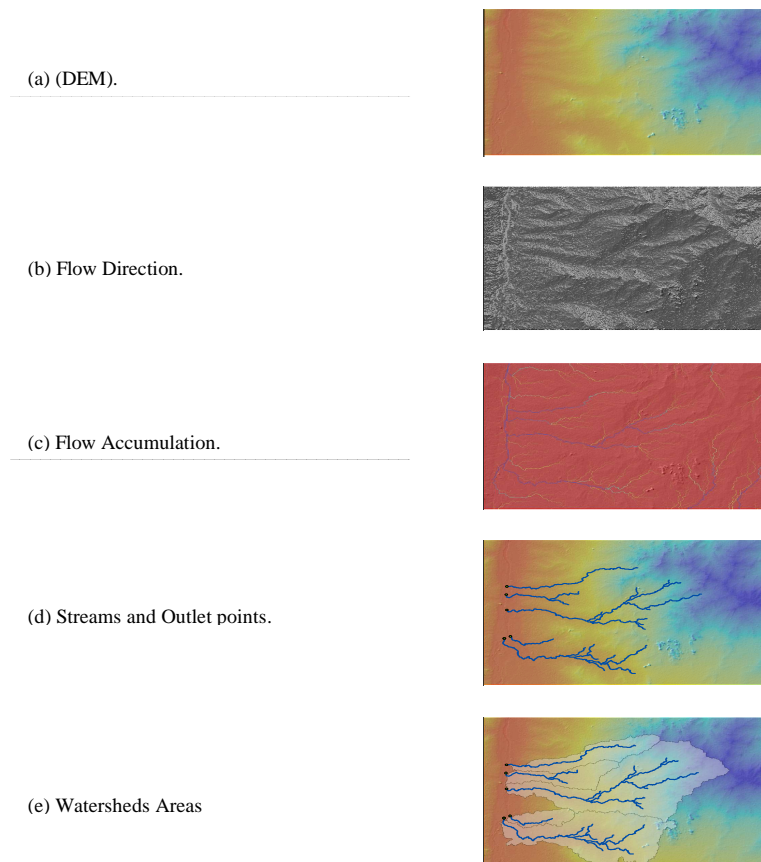 (a) (DEM).
(b) Flow Direction.
(c) Flow Accumulation.
(d) Streams and Outlet points.
(e) Watersheds Areas